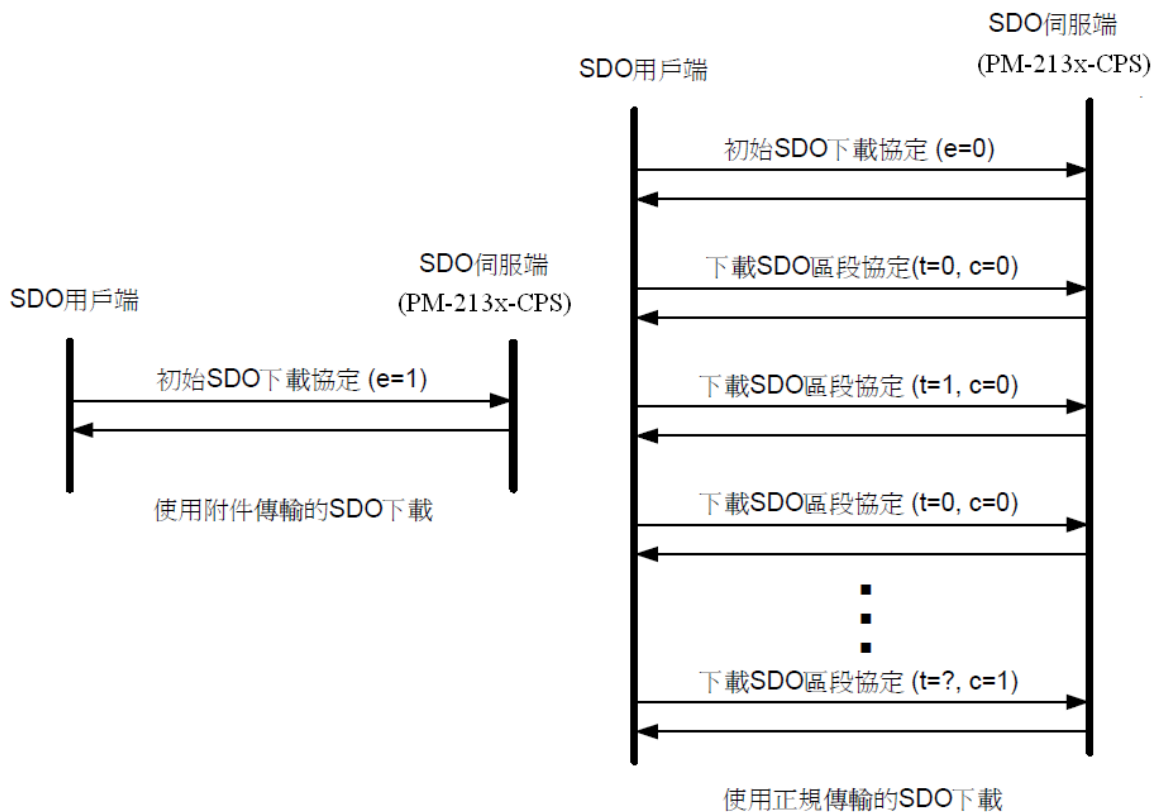 SDO用戶端
SDO伺服端
(PM-213x-CPS)
初始SDO下載協定 (e=1)
使用附件傳輸的SDO下載
SDO用戶端
SDO伺服端
(PM-213x-CPS)
初始SDO下載協定 (e=0)
下載SDO區段協定(t=0, c=0)
下載SDO區段協定 (t=1, c=0)
下載SDO區段協定 (t=0, c=0)
下載SDO區段協定 (t=?, c=1)
使用正規傳輸的SDO下載